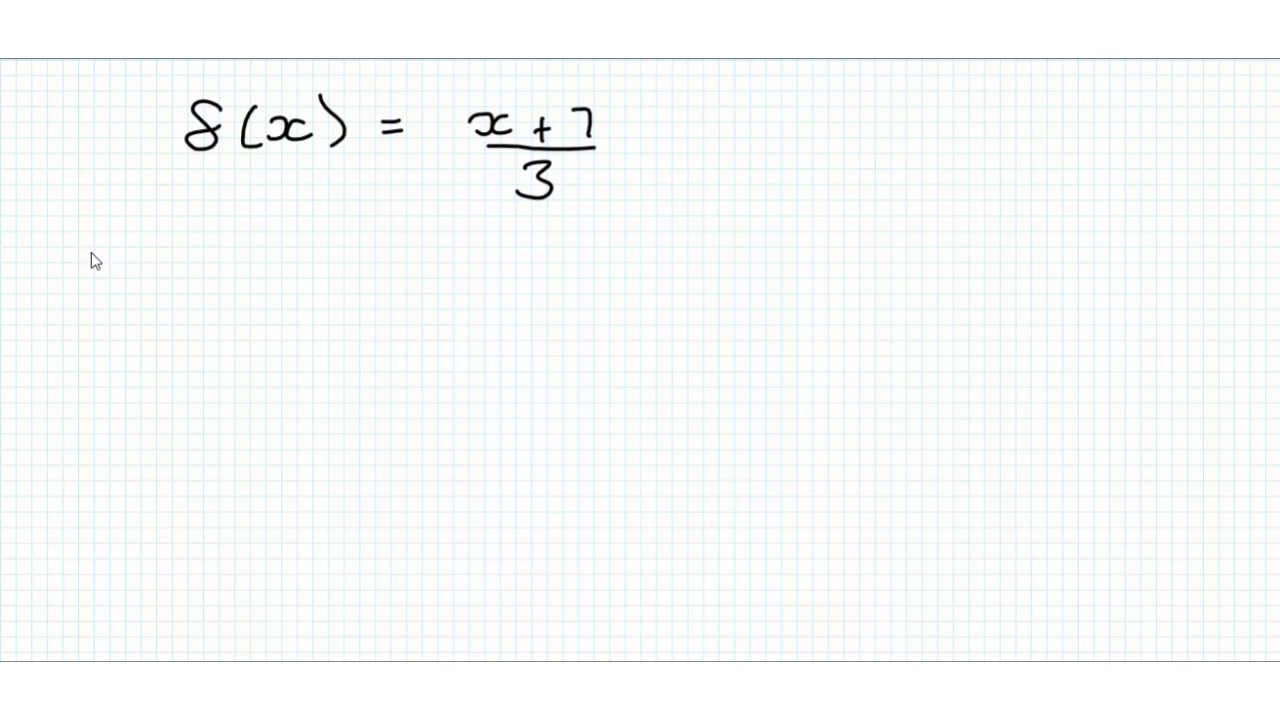 f(x) = x + 7
3